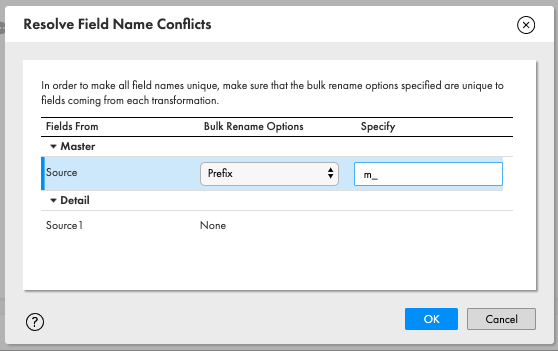 Resolve Field Name Conflicts
In order to make all field names unique, make sure that the bulk rename options specified are unique to
fields coming from each transformation.
Fields From Bulk Rename Options Specify
Master
Source Prefix m_
Detail
Source1 None
? OK Cancel